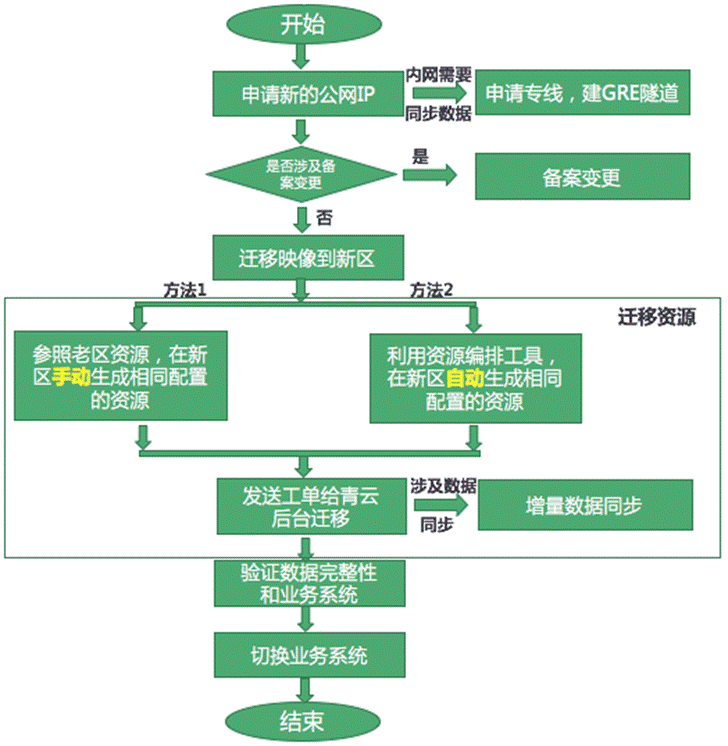 开始
申请新的公网IP
内网需要
同步数据
申请专线，建GRE隧道
是否涉及备
案变更
是
备案变更
否
迁移映像到新区
方法1
方法2
迁移资源
参照老区资源，在新
区手动生成相同配置
的资源
利用资源编排工具，
在新区自动生成相同
配置的资源
发送工单给青云
后台迁移
涉及数据
同步
增量数据同步
验证数据完整性
和业务系统
切换业务系统
结束